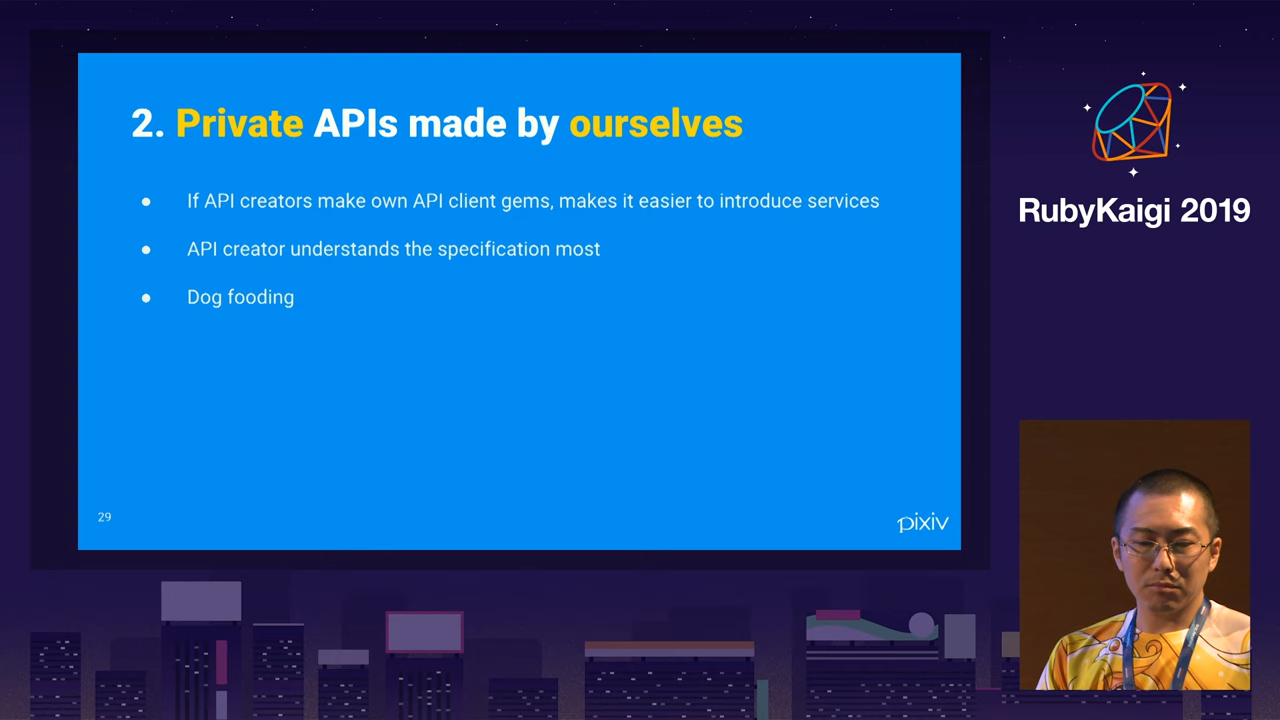 2. Private APIs made by ourselves
● If API creators make own API client gems, makes it easier to introduce services
● API creator understands the specification most
● Dog fooding
29
pixiv
RubyKaigi 2019